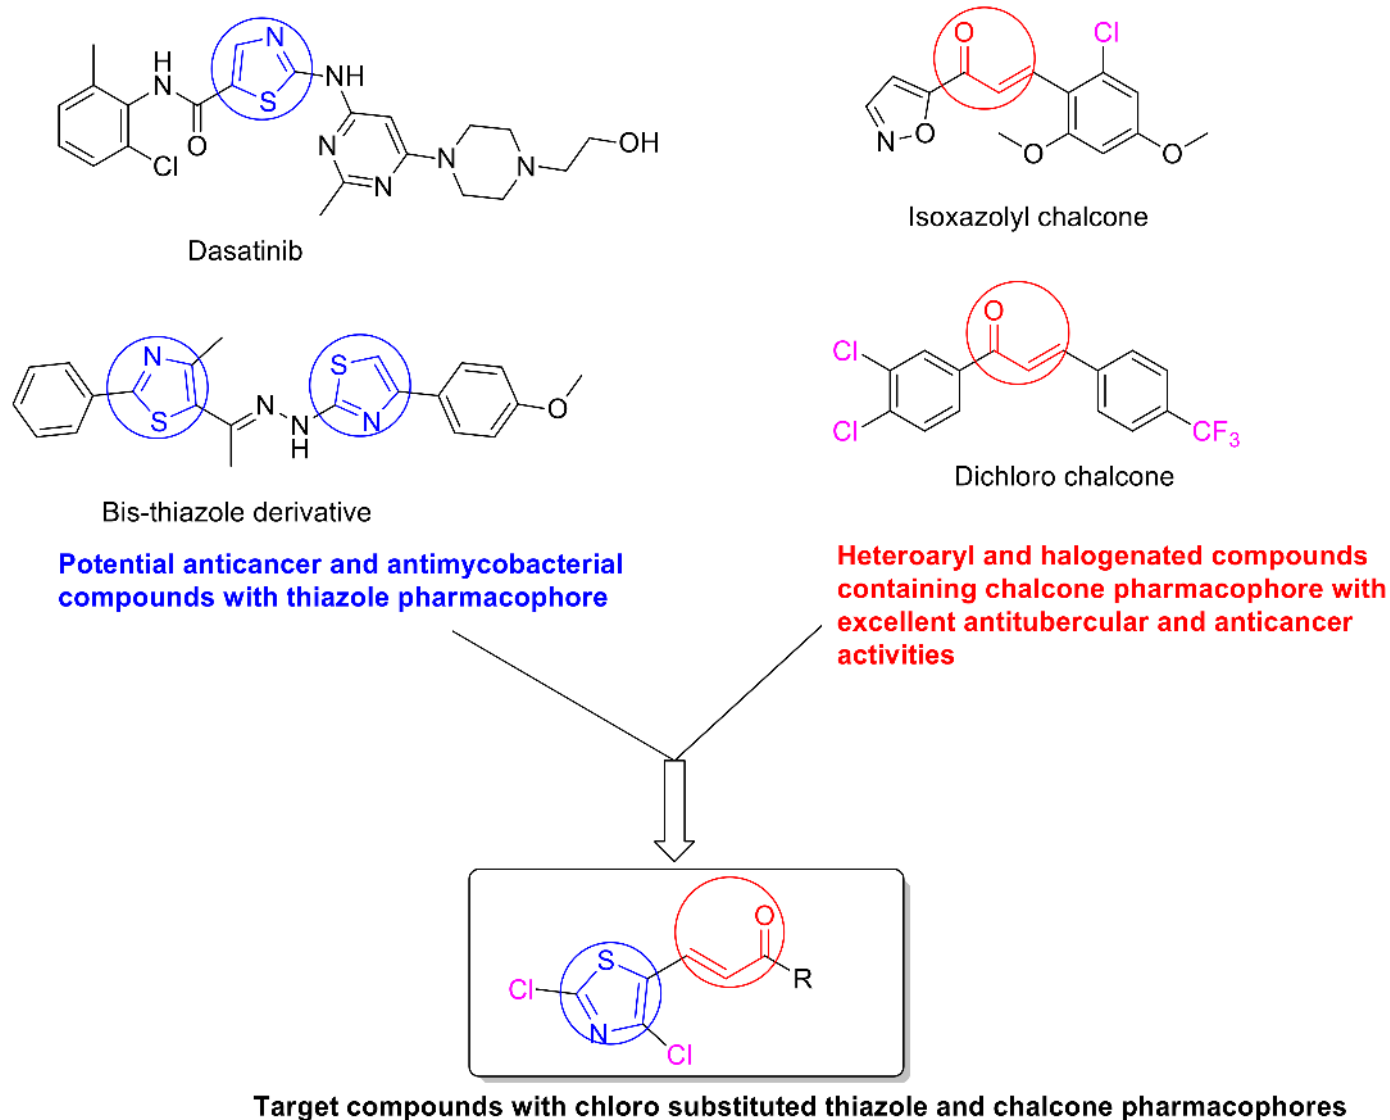 N
S
H
N
NH
O
Cl
N
N
N
N
OH
Dasatinib
O
Cl
N
O
O
O
Isoxazolyl chalcone
N
S
N
N
H
S
N
O
Bis-thiazole derivative
O
Cl
Cl
CF3
Dichloro chalcone
Potential anticancer and antimycobacterial
compounds with thiazole pharmacophore
Heteroaryl and halogenated compounds
containing chalcone pharmacophore with
excellent antitubercular and anticancer
activities
O
S
R
Cl
N
Cl
Target compounds with chloro substituted thiazole and chalcone pharmacophores